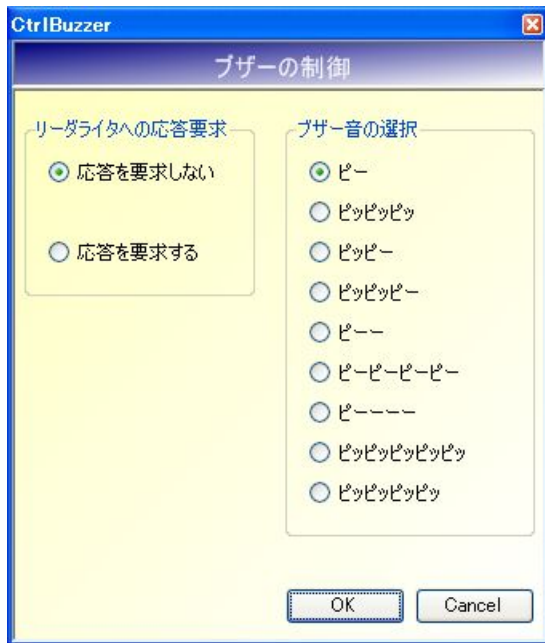 CtrlBuzzer
ブザーの制御
リーダライタへの応答要求
応答を要求しない
応答を要求する
ブザー音の選択
ピー
ピッピッピッ
ピッピー
ピッピッピー
ピーー
ピーピーピーピー
ピーーーー
ピッピッピッピッピッ
ピッピッピッピッ
OK
Cancel